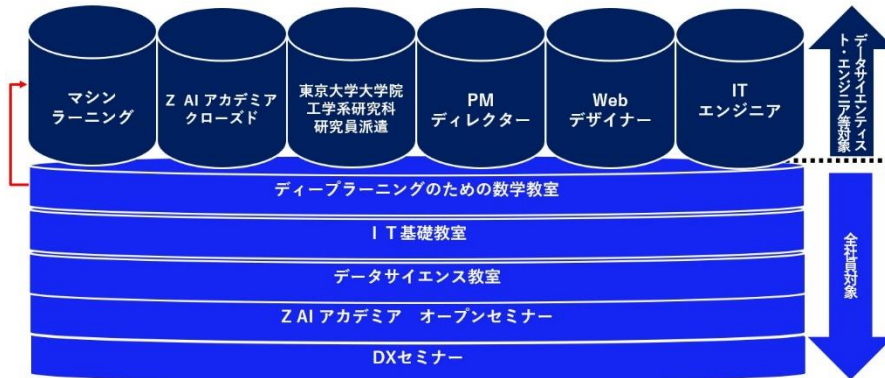 マシン
ラーニング
Z AIアカデミア
クローズド
東京大学大学院
工学系研究科
研究員派遣
PM
ディレクター
Web
デザイナー
IT
エンジニア
データサイエンティス
ト・エンジニア等対象
ディープラーニングのための数学教室
ＩＴ基礎教室
データサイエンス教室
Z AIアカデミア　オープンセミナー
DXセミナー
全社員対象